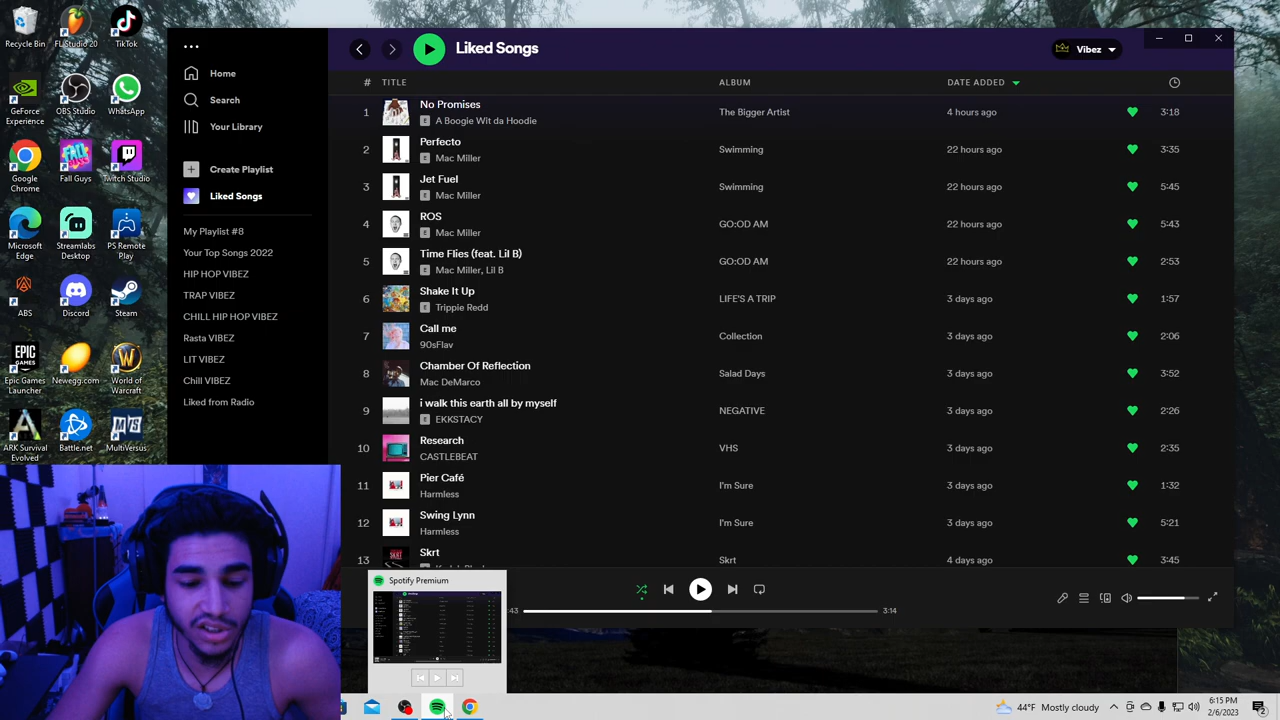 Recycle Bin
FL Studio 20
TikTok
GeForce
Experience
OBS Studio
WhatsApp
Google
Chrome
Fall Guys
Twitch Studio
Microsoft
Edge
Streamlabs
Desktop
PS Remote
Play
ABS
Discord
Steam
Epic Games
Launcher
Newegg.com
World of
Warcraft
ARK Survival
Evolved
Battle.net
MultiVersus
Home
Search
Your Library
Create Playlist
Liked Songs
My Playlist #8
Your Top Songs 2022
HIP HOP VIBEZ
TRAP VIBEZ
CHILL HIP HOP VIBEZ
Rasta VIBEZ
LIT VIBEZ
Chill VIBEZ
Liked from Radio
Liked Songs
Vibez
# TITLE ALBUM DATE ADDED
1 No Promises The Bigger Artist 4 hours ago 3:18
E A Boogie Wit da Hoodie
2 Perfecto Swimming 22 hours ago 3:35
E Mac Miller
3 Jet Fuel Swimming 22 hours ago 5:45
E Mac Miller
4 ROS GO:OD AM 22 hours ago 5:43
E Mac Miller
5 Time Flies (feat. Lil B) GO:OD AM 22 hours ago 2:53
E Mac Miller, Lil B
6 Shake It Up LIFE'S A TRIP 3 days ago 1:57
E Trippie Redd
7 Call me Collection 3 days ago 2:06
90sFlav
8 Chamber Of Reflection Salad Days 3 days ago 3:52
Mac DeMarco
9 i walk this earth all by myself NEGATIVE 3 days ago 2:26
E EKKSTACY
10 Research VHS 3 days ago 2:35
CASTLEBEAT
11 Pier Café I'm Sure 3 days ago 1:32
Harmless
12 Swing Lynn I'm Sure 3 days ago 5:21
Harmless
13 Skrt Skrt 4 days ago 3:45
Spotify Premium
:43 3:14
44°F Mostly cloudy
6:15 PM
2/6/2023
2